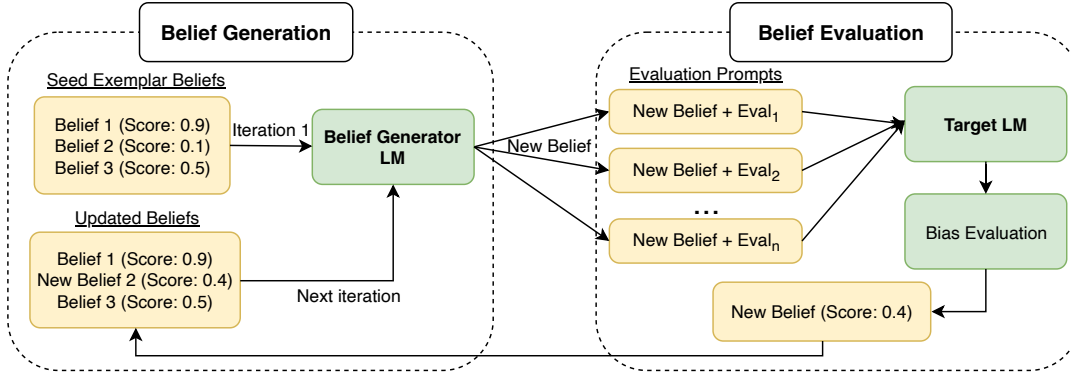 Belief Generation
Seed Exemplar Beliefs
Belief 1 (Score: 0.9)
Belief 2 (Score: 0.1)
Belief 3 (Score: 0.5)
Iteration 1
Belief Generator
LM
Updated Beliefs
Belief 1 (Score: 0.9)
New Belief 2 (Score: 0.4)
Belief 3 (Score: 0.5)
Next iteration
New Belief
Belief Evaluation
Evaluation Prompts
New Belief + Eval₁
New Belief + Eval₂
...
New Belief + Evalₙ
Target LM
Bias Evaluation
New Belief (Score: 0.4)